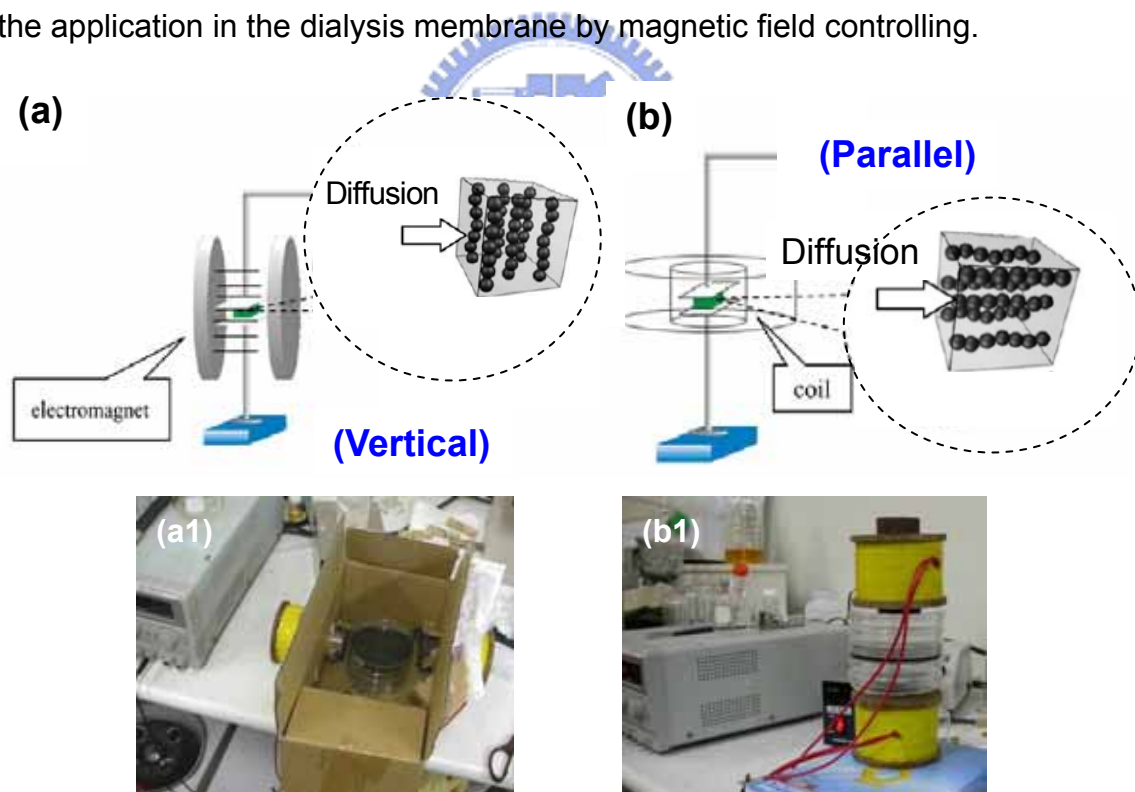 the application in the dialysis membrane by magnetic field controlling.
(a)
Diffusion
electromagnet
(Vertical)
(b)
(Parallel)
Diffusion
coil
(a1)
(b1)